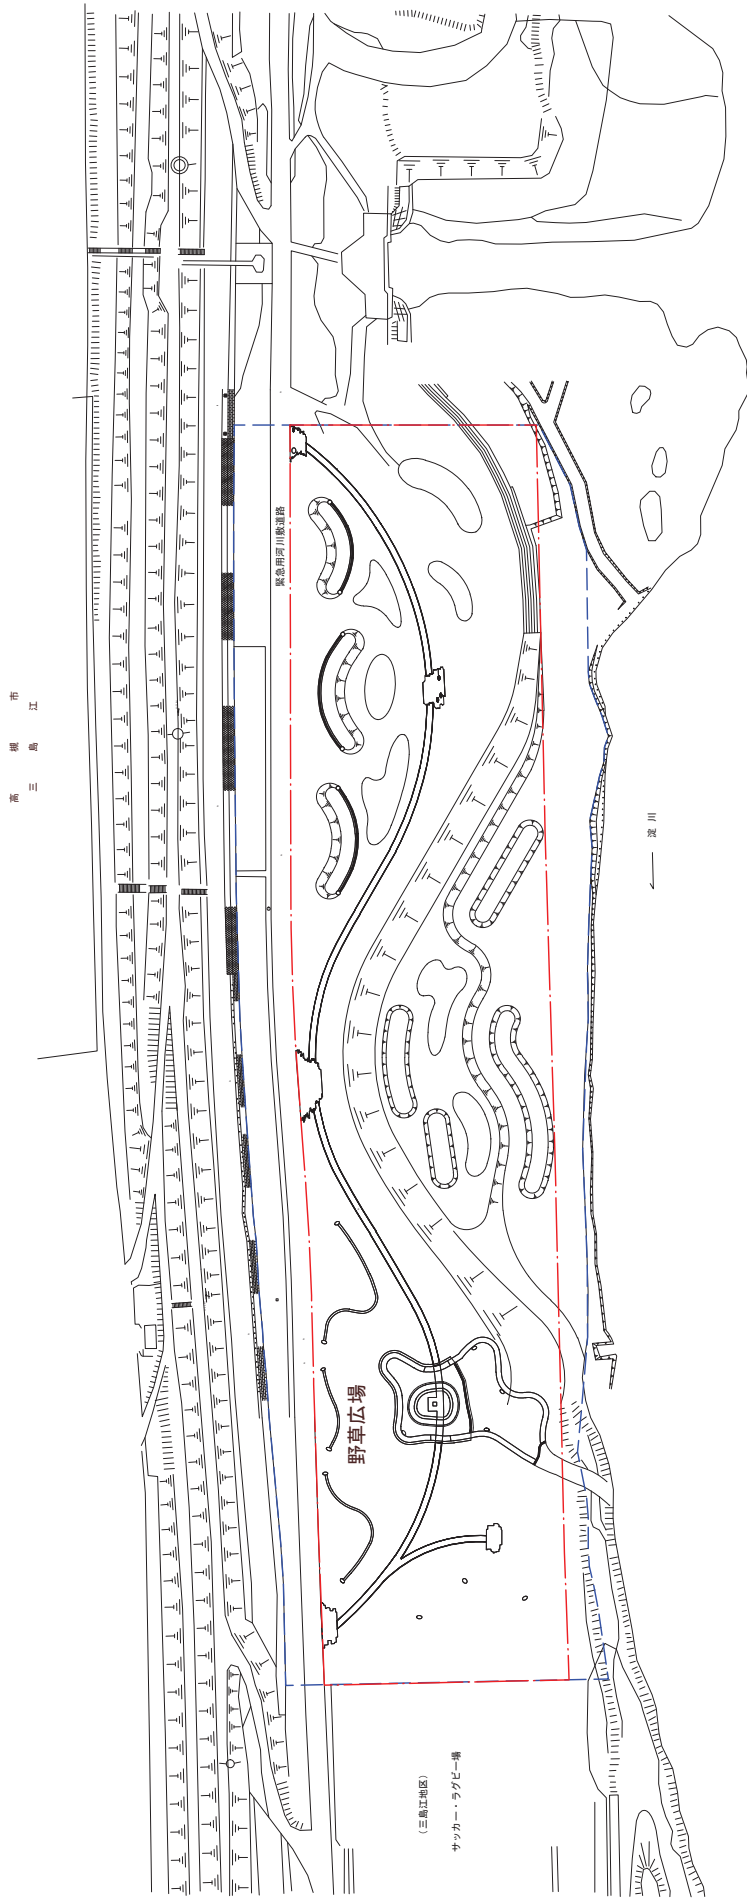 高槻市
三島江
緊急用河川敷道路
淀川
野草広場
(三島江地区)
サッカー・ラグビー場